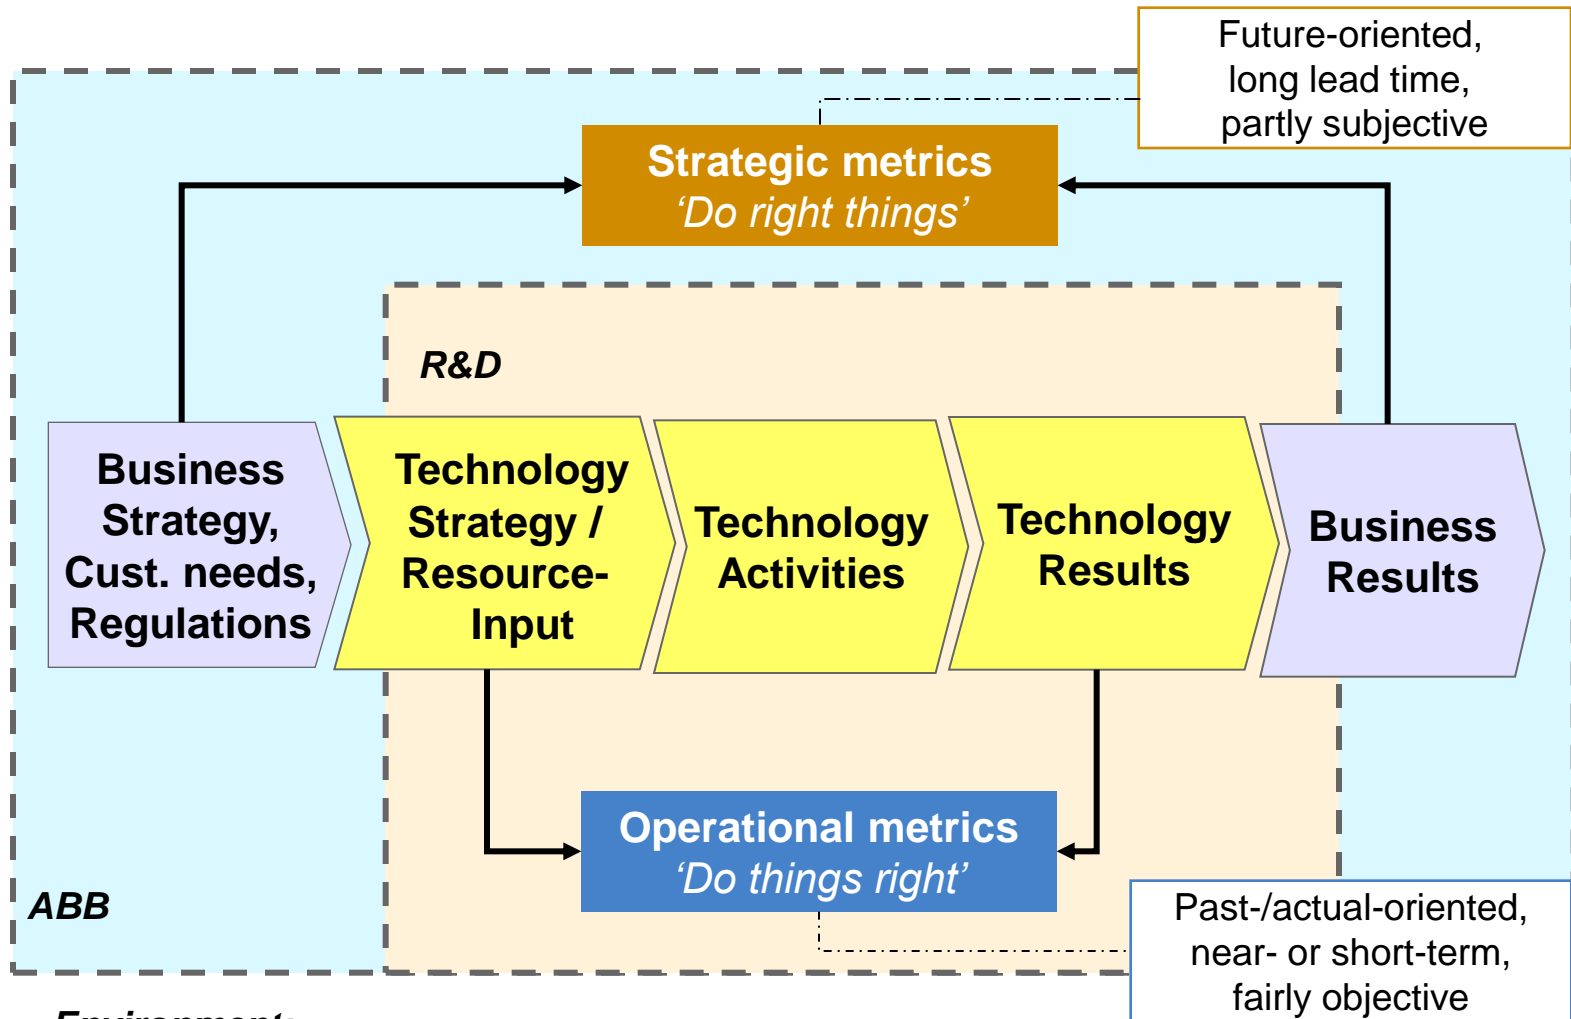 Future-oriented,
long lead time,
partly subjective
Strategic metrics
‘Do right things’
R&D
Business
Strategy,
Cust. needs,
Regulations
Technology
Strategy /
Resource-
Input
Technology
Activities
Technology
Results
Business
Results
Operational metrics
‘Do things right’
ABB
Past-/actual-oriented,
near- or short-term,
fairly objective